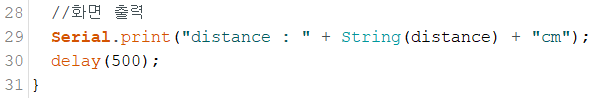 28 //화면 출력
29 Serial.print("distance : " + String(distance) + "cm");
30 delay(500);
31 }